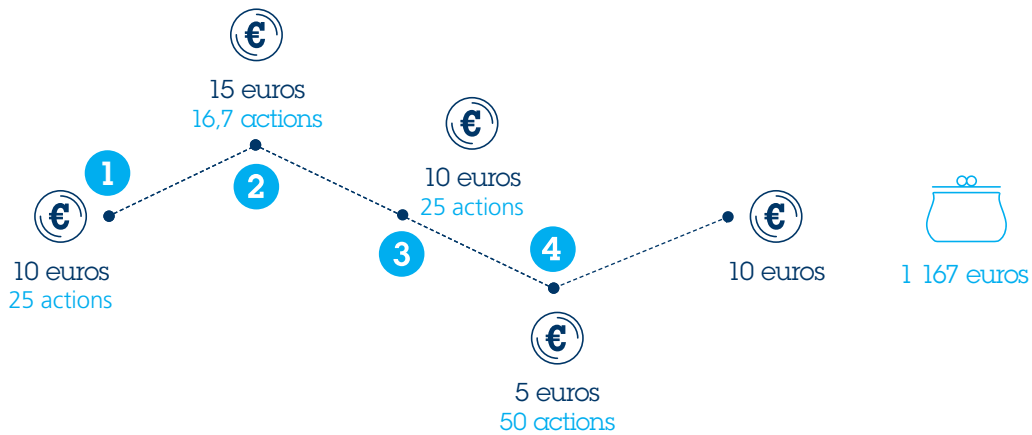 €
15 euros
16,7 actions
1
2
€
10 euros
25 actions
€
10 euros
25 actions
3
4
€
10 euros
1 167 euros
€
5 euros
50 actions